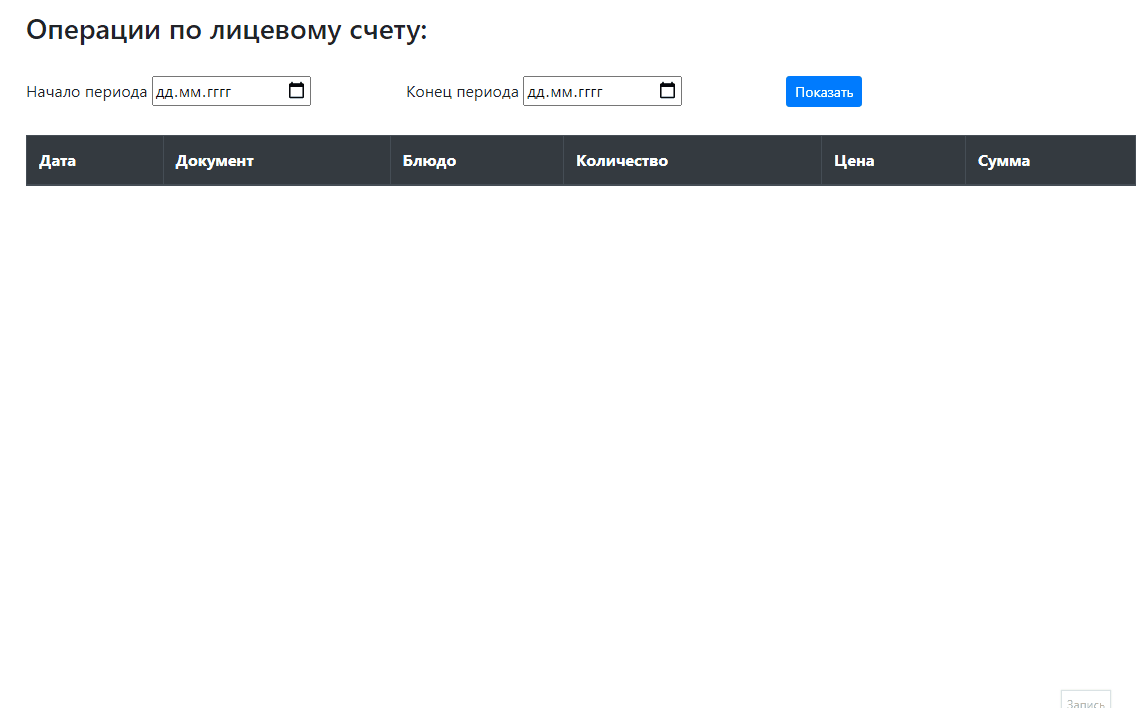 Операции по лицевому счету:
Начало периода дд.мм.гггг Конец периода дд.мм.гггг Показать
Дата Документ Блюдо Количество Цена Сумма
Запись